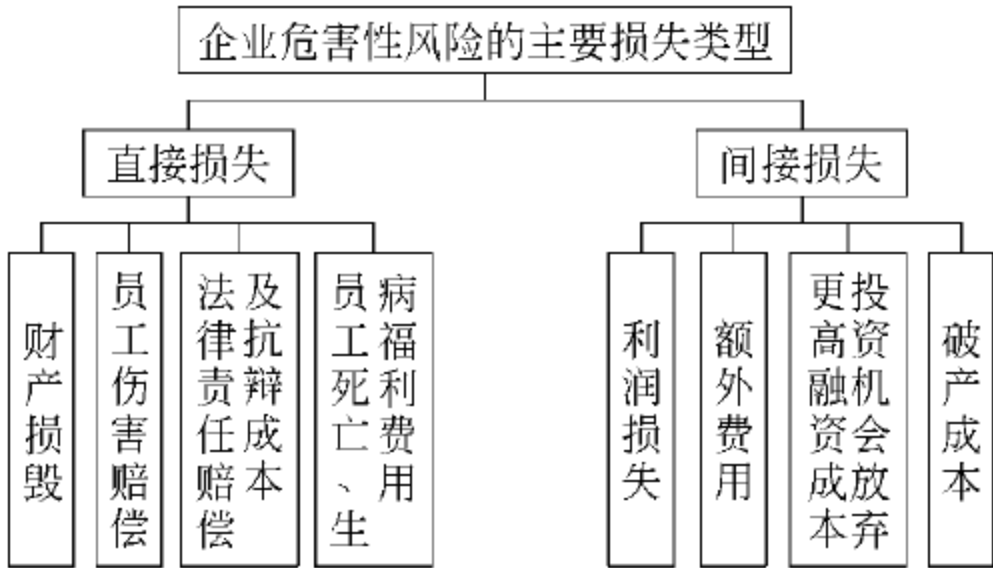 企业危害性风险的主要损失类型
直接损失
间接损失
财产损毁
员工伤害赔偿
法律责任赔偿
及抗辩成本
员工死亡、生
病福利费用
利润损失
额外费用
更高融资成本
投资机会放弃
破产成本